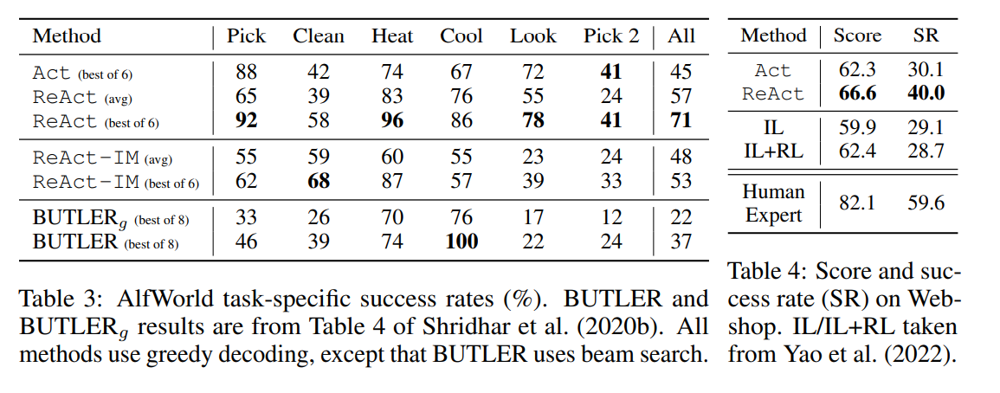 Method Pick Clean Heat Cool Look Pick 2 All
Act (best of 6) 88 42 74 67 72 41 45
ReAct (avg) 65 39 83 76 55 24 57
ReAct (best of 6) 92 58 96 86 78 41 71
ReAct-IM (avg) 55 59 60 55 23 24 48
ReAct-IM (best of 6) 62 68 87 57 39 33 53
BUTLERg (best of 8) 33 26 70 76 17 12 22
BUTLER (best of 8) 46 39 74 100 22 24 37
Table 3: AlfWorld task-specific success rates (%). BUTLER and
BUTLERg results are from Table 4 of Shridhar et al. (2020b). All
methods use greedy decoding, except that BUTLER uses beam search.
Method Score SR
Act 62.3 30.1
ReAct 66.6 40.0
IL 59.9 29.1
IL+RL 62.4 28.7
Human
Expert 82.1 59.6
Table 4: Score and suc-
cess rate (SR) on Web-
shop. IL/IL+RL taken
from Yao et al. (2022).